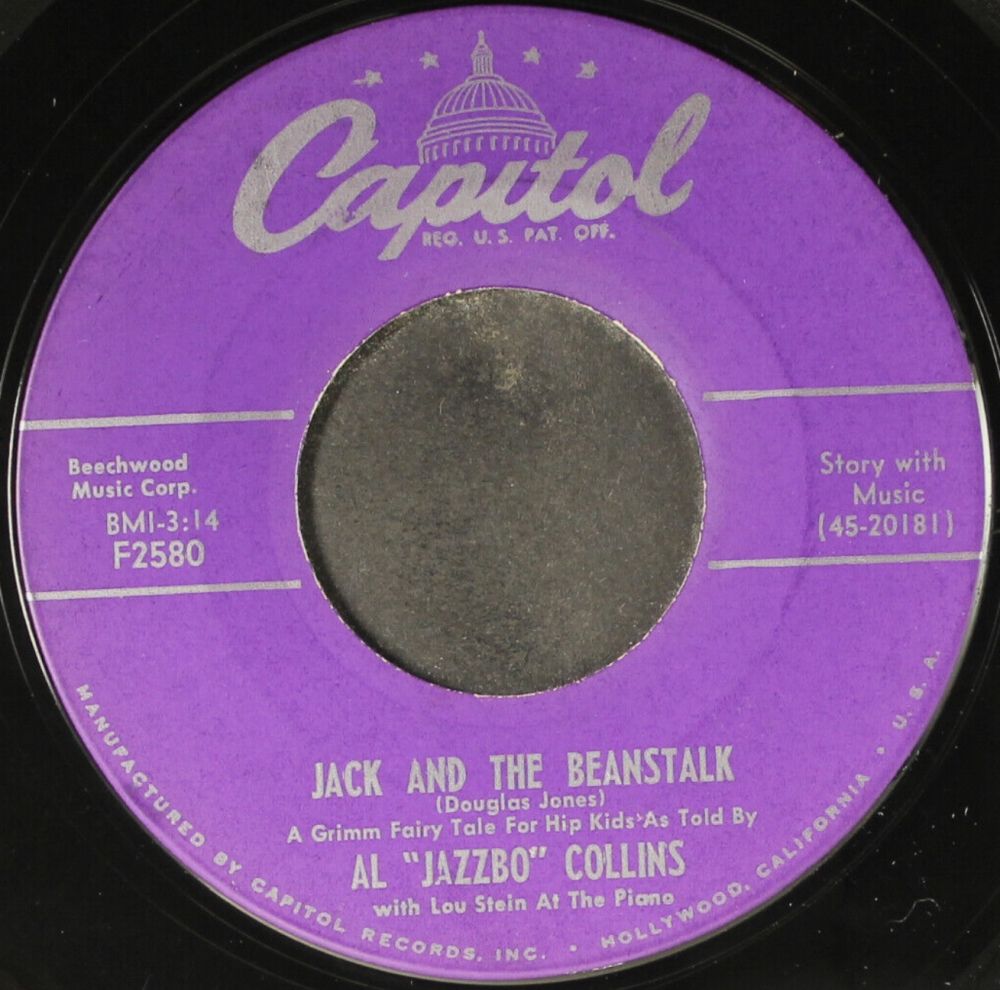 Capitol
REG. U.S. PAT. OFF.
Beechwood
Music Corp.
BMI-3:14
F2580
Story with
Music
(45-20181)
JACK AND THE BEANSTALK
(Douglas Jones)
A Grimm Fairy Tale For Hip Kids As Told By
AL "JAZZBO" COLLINS
with Lou Stein At The Piano
MANUFACTURED BY CAPITOL RECORDS, INC. • HOLLYWOOD, CALIFORNIA • U.S.A.